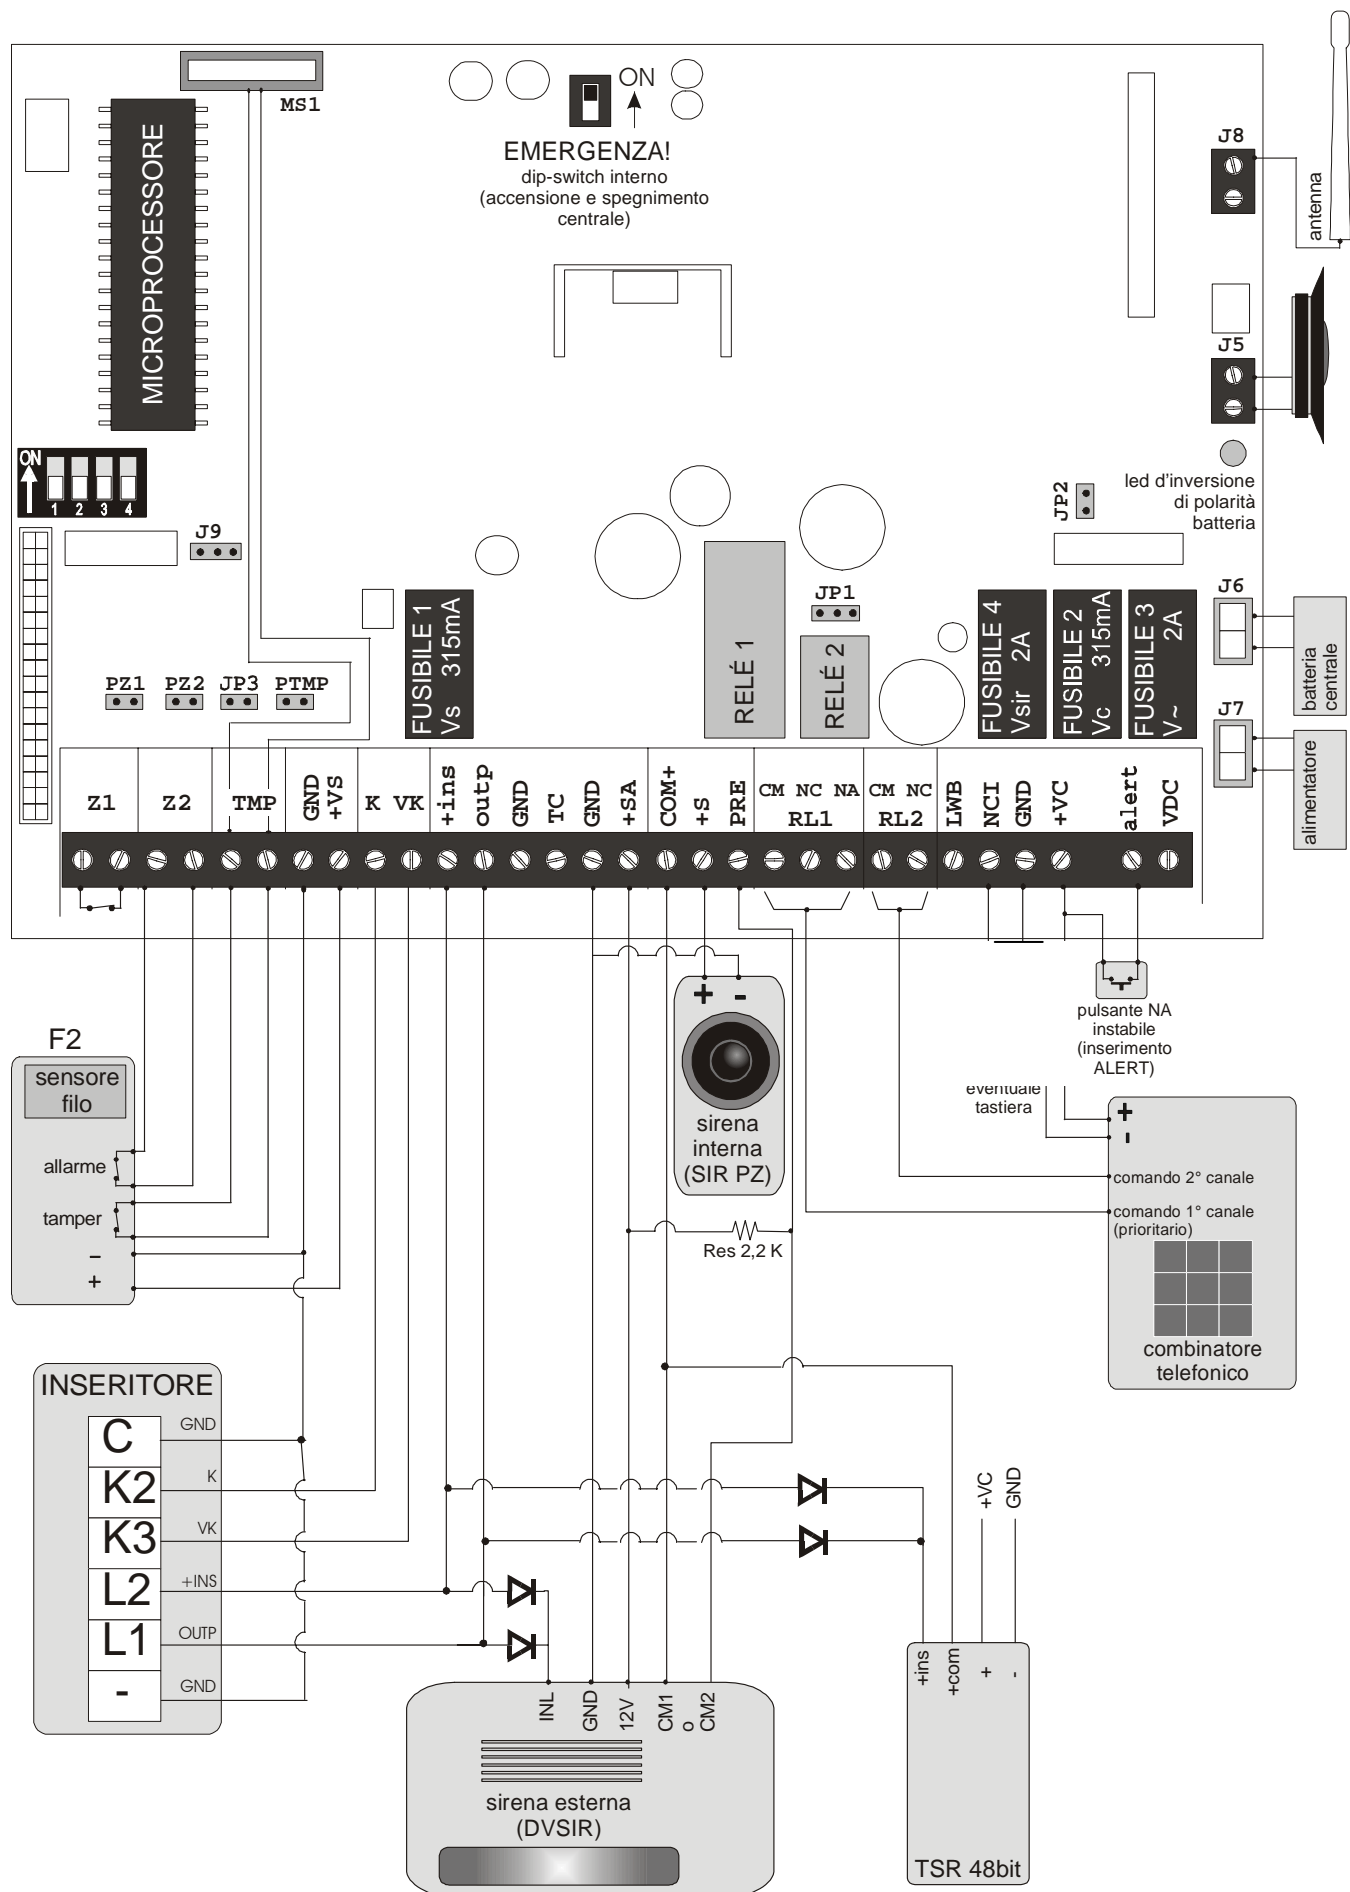 MS1
ON
EMERGENZA!
dip-switch interno
(accensione e spegnimento
centrale)
MICROPROCESSORE
J8
antenna
J5
led d'inversione
di polarità
batteria
ON
1 2 3 4
J9
JP2
JP1
J6
batteria
centrale
J7
alimentatore
PZ1 PZ2 JP3 PTMP
FUSIBILE 1
Vs 315mA
RELÉ 1
RELÉ 2
FUSIBILE 4
Vsir 2A
FUSIBILE 2
Vc 315mA
FUSIBILE 3
V~ 2A
Z1 Z2 TMP GND +VS K VK +ins outp GND TC GND +SA COM+ +S PRE CM NC NA CM NC LWB NCI GND +VC alert VDC
RL1 RL2
F2
sensore
filo
allarme
tamper
–
+
+ -
sirena
interna
(SIR PZ)
Res 2,2 K
pulsante NA
instabile
(inserimento
ALERT)
eventuale
tastiera
+
-
comando 2° canale
comando 1° canale
(prioritario)
combinatore
telefonico
INSERITORE
C GND
K2 K
K3 VK
L2 +INS
L1 OUTP
- GND
+VC GND
+ins +com + -
TSR 48bit
INL GND 12V CM1 o CM2
sirena esterna
(DVSIR)